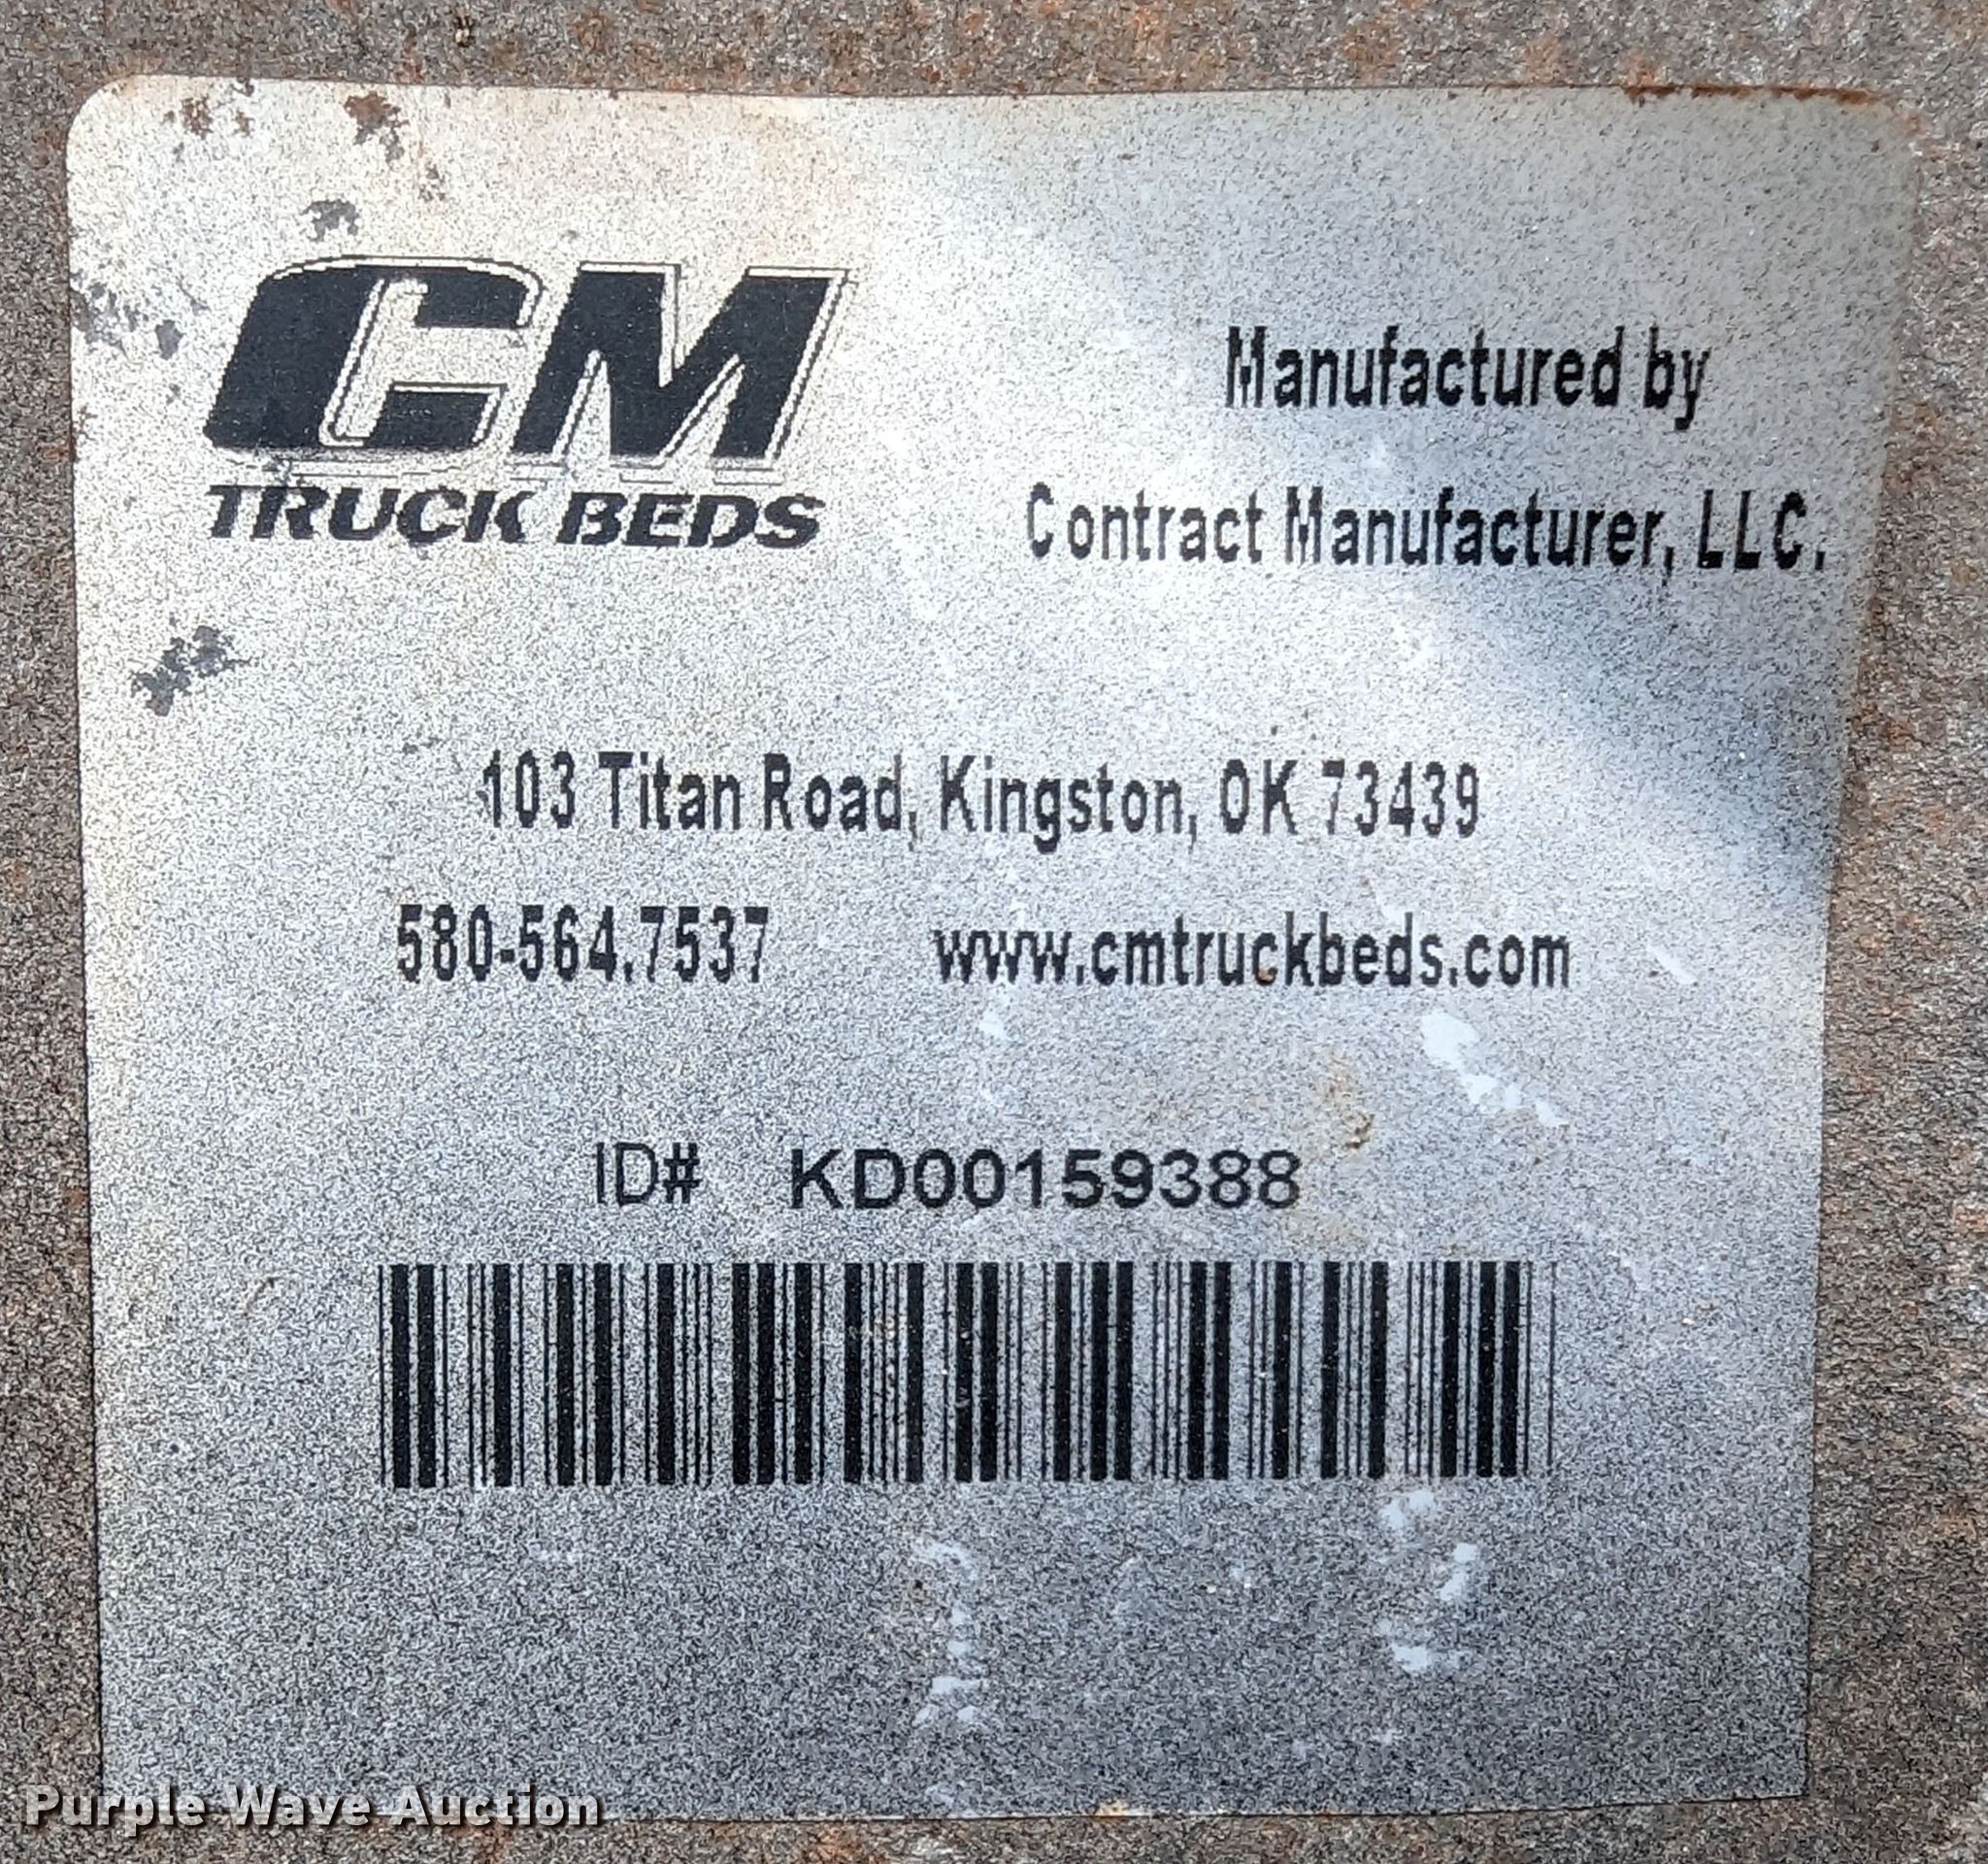 CM
TRUCK BEDS
Manufactured by
Contract Manufacturer, LLC.
103 Titan Road, Kingston, OK 73439
580-564.7537 www.cmtruckbeds.com
ID# KD00159388
Purple Wave Auction